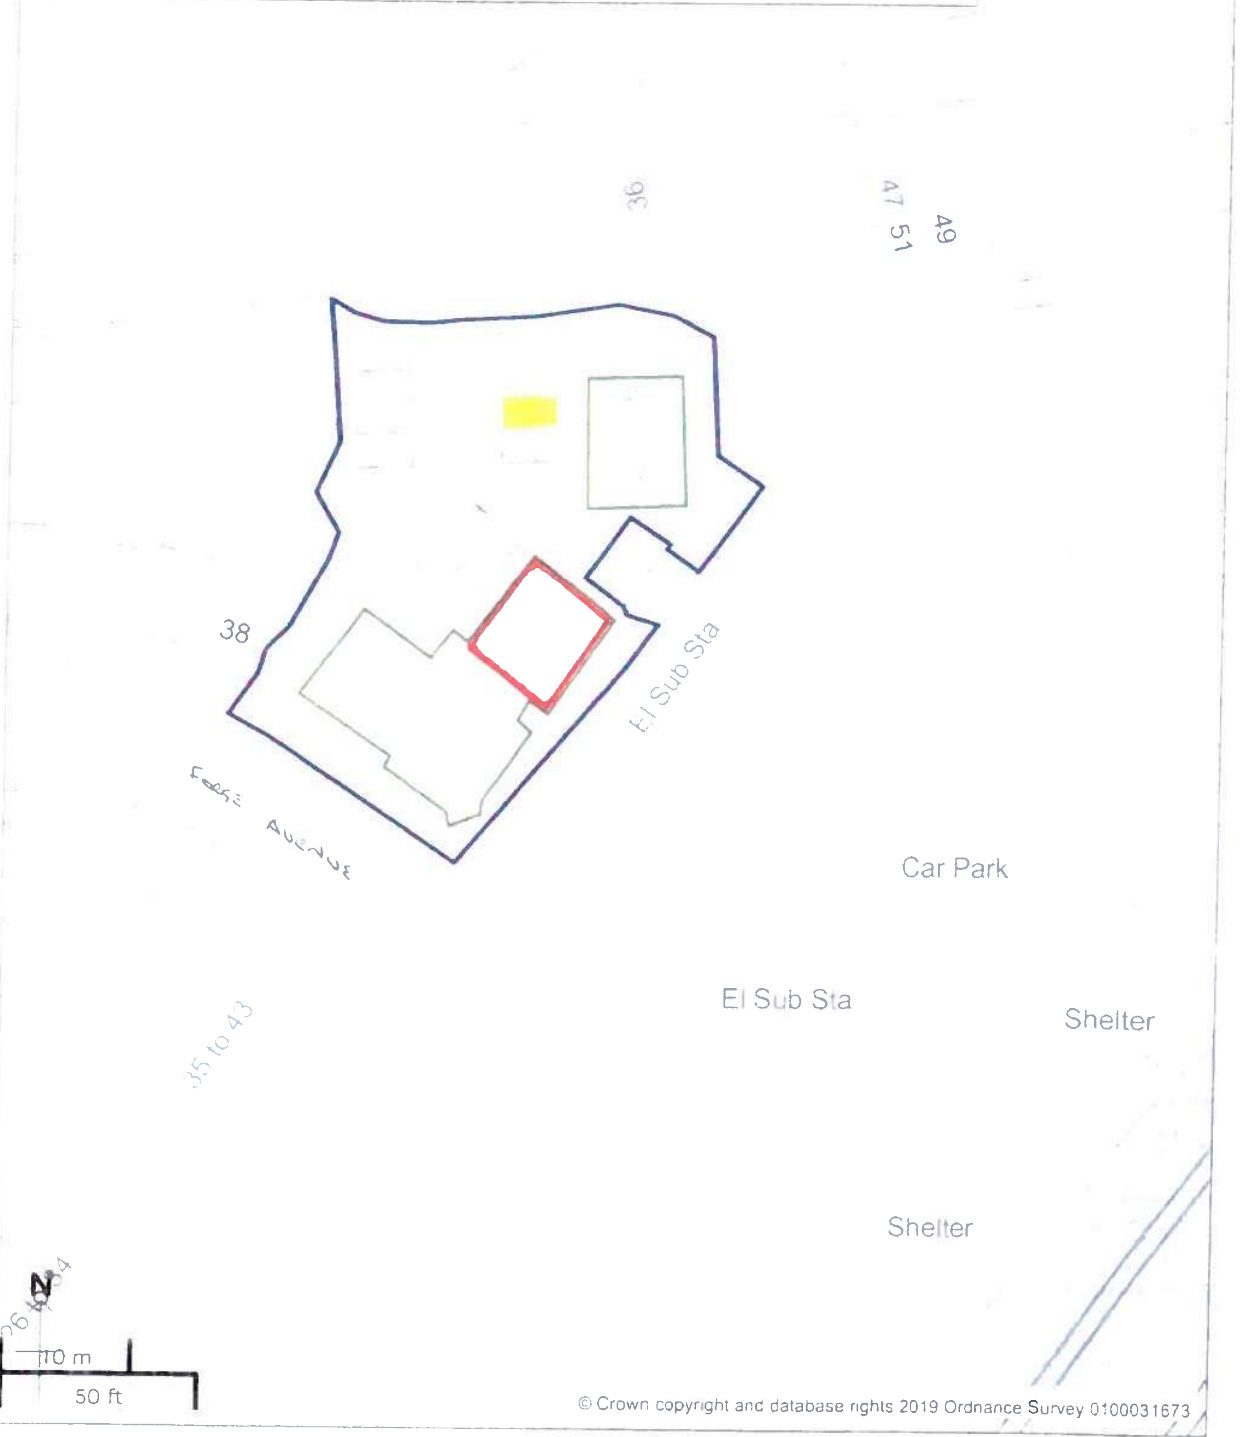 36
47
49
51
38
El Sub Sta
FORGE AVENUE
Car Park
El Sub Sta
Shelter
35 to 43
Shelter
N
10 m
50 ft
© Crown copyright and database rights 2019 Ordnance Survey 0100031673